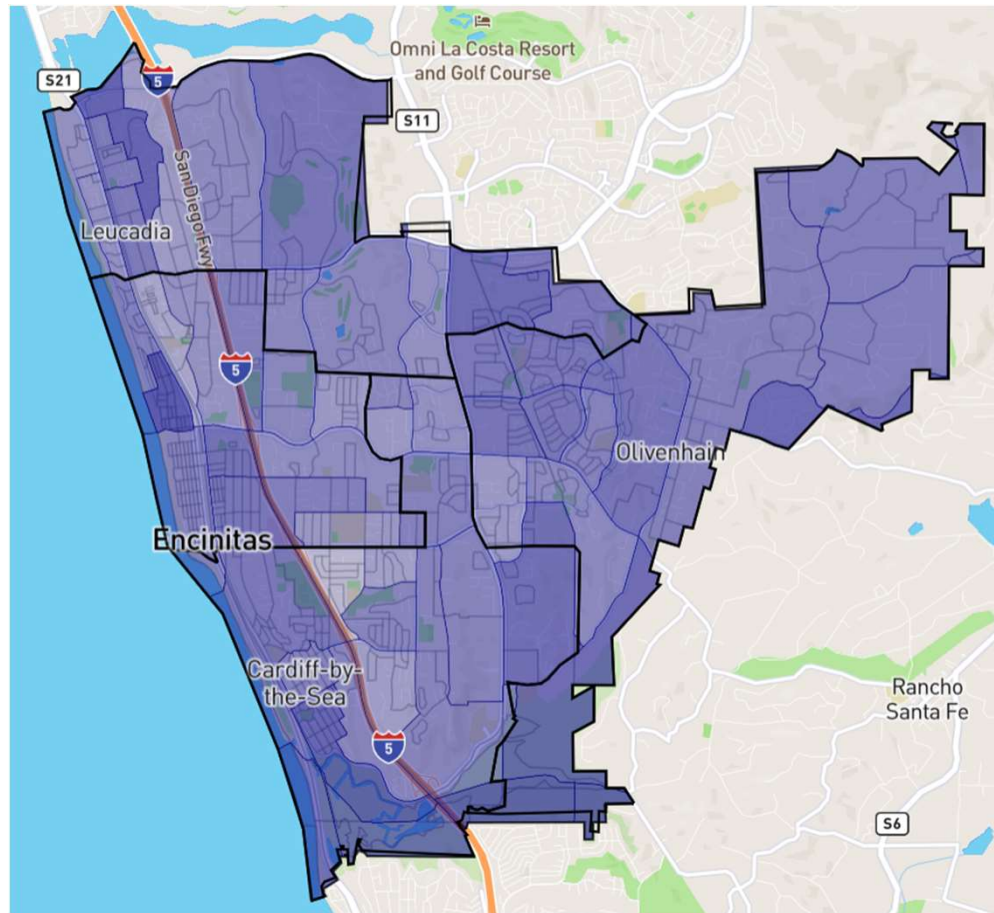 Omni La Costa Resort
and Golf Course
S21
5
S11
San Diego Fwy
Leucadia
5
Olivenhain
Encinitas
Cardiff-by-
the-Sea
Rancho
Santa Fe
5
S6